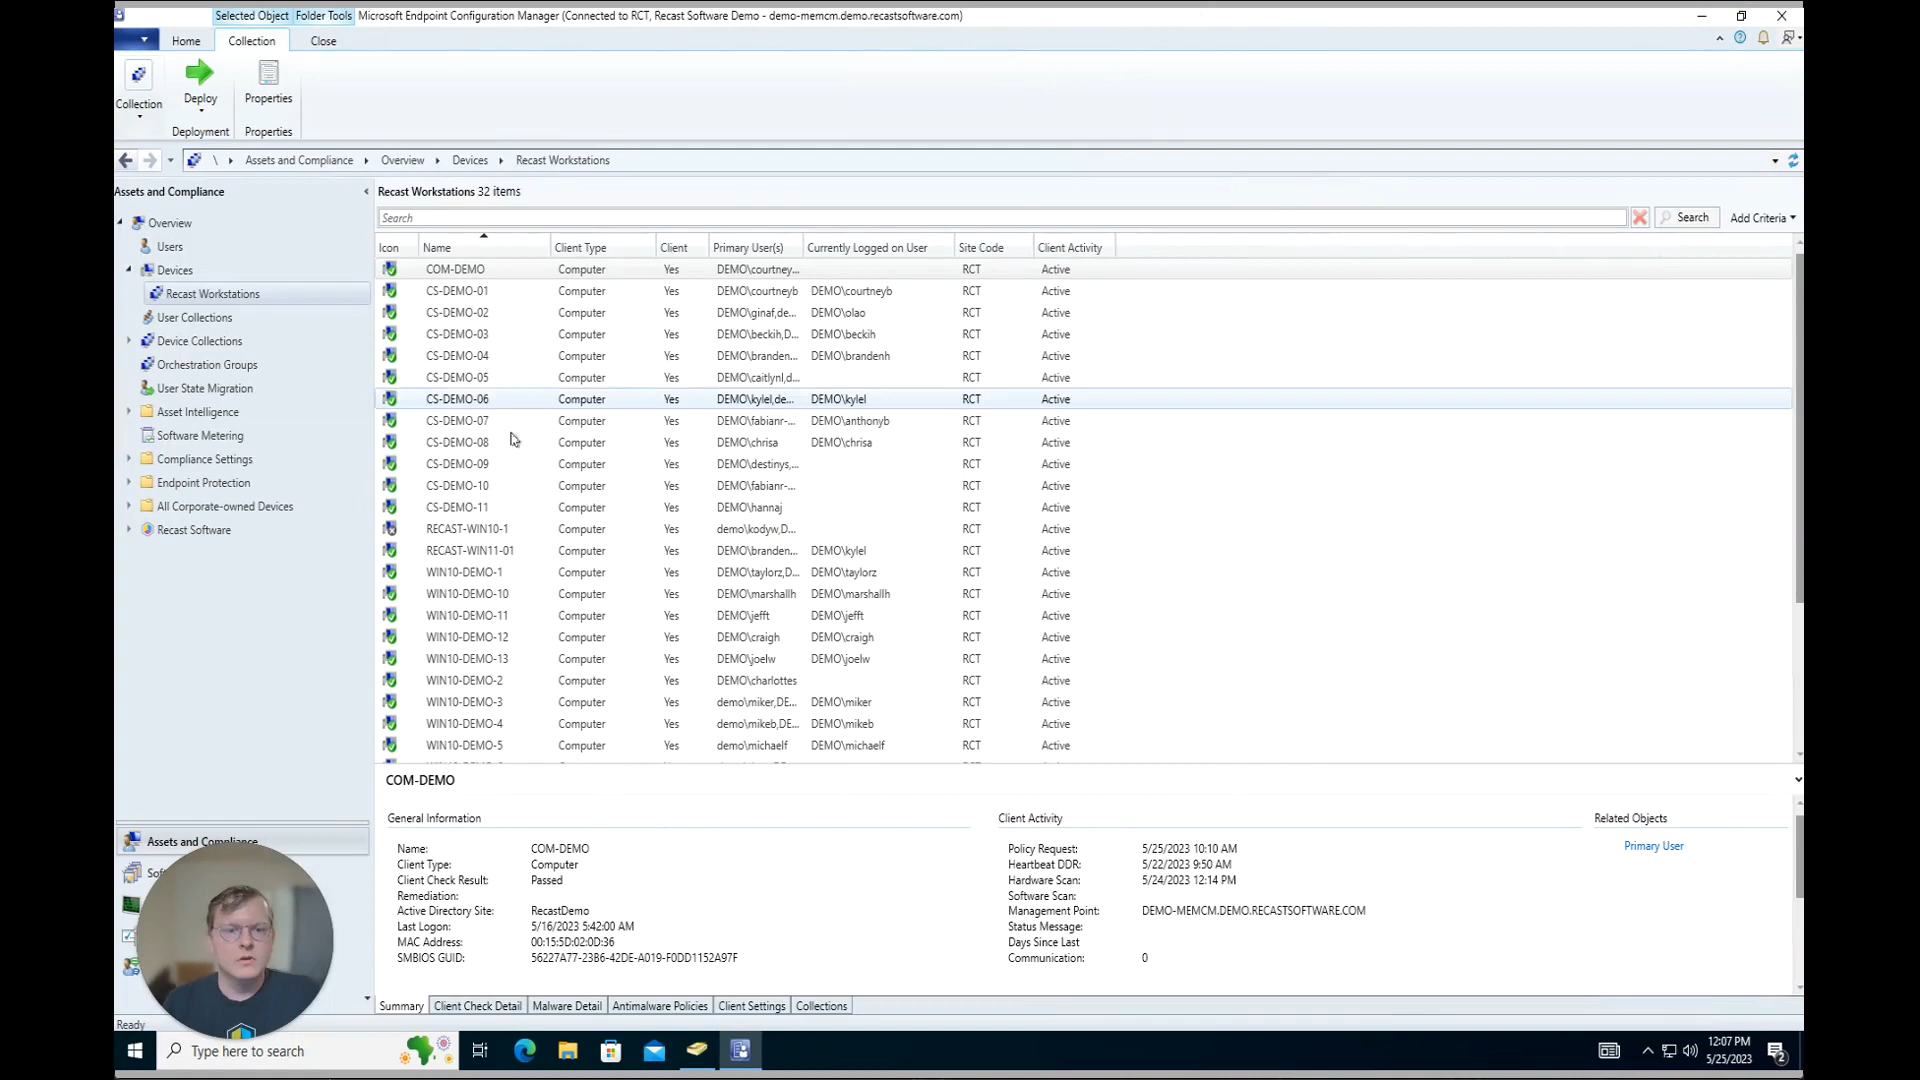 Selected Object Folder Tools Microsoft Endpoint Configuration Manager (Connected to RCT, Recast Software Demo - demo-memcm.demo.recastsoftware.com)
Home Collection Close
Collection Deploy Properties
Deployment Properties
\ Assets and Compliance Overview Devices Recast Workstations
Assets and Compliance
Overview
Users
Devices
Recast Workstations
User Collections
Device Collections
Orchestration Groups
User State Migration
Asset Intelligence
Software Metering
Compliance Settings
Endpoint Protection
All Corporate-owned Devices
Recast Software
Assets and Compliance
Recast Workstations 32 items
Search Search Add Criteria
Icon Name Client Type Client Primary User(s) Currently Logged on User Site Code Client Activity
COM-DEMO Computer Yes DEMO\courtney... RCT Active
CS-DEMO-01 Computer Yes DEMO\courtneyb DEMO\courtneyb RCT Active
CS-DEMO-02 Computer Yes DEMO\ginaf,de... DEMO\olao RCT Active
CS-DEMO-03 Computer Yes DEMO\beckih,D... DEMO\beckih RCT Active
CS-DEMO-04 Computer Yes DEMO\branden... DEMO\brandenh RCT Active
CS-DEMO-05 Computer Yes DEMO\caitlynl,d... RCT Active
CS-DEMO-06 Computer Yes DEMO\kylel,de... DEMO\kylel RCT Active
CS-DEMO-07 Computer Yes DEMO\fabianr-... DEMO\anthonyb RCT Active
CS-DEMO-08 Computer Yes DEMO\chrisa DEMO\chrisa RCT Active
CS-DEMO-09 Computer Yes DEMO\destinys,... RCT Active
CS-DEMO-10 Computer Yes DEMO\fabianr-... RCT Active
CS-DEMO-11 Computer Yes DEMO\hannaj RCT Active
RECAST-WIN10-1 Computer Yes demo\kodyw,D... RCT Active
RECAST-WIN11-01 Computer Yes DEMO\branden... DEMO\kylel RCT Active
WIN10-DEMO-1 Computer Yes DEMO\taylorz,D... DEMO\taylorz RCT Active
WIN10-DEMO-10 Computer Yes DEMO\marshallh DEMO\marshallh RCT Active
WIN10-DEMO-11 Computer Yes DEMO\jefft DEMO\jefft RCT Active
WIN10-DEMO-12 Computer Yes DEMO\craigh DEMO\craigh RCT Active
WIN10-DEMO-13 Computer Yes DEMO\joelw DEMO\joelw RCT Active
WIN10-DEMO-2 Computer Yes DEMO\charlottes RCT Active
WIN10-DEMO-3 Computer Yes demo\miker,DE... DEMO\miker RCT Active
WIN10-DEMO-4 Computer Yes demo\mikeb,DE... DEMO\mikeb RCT Active
WIN10-DEMO-5 Computer Yes demo\michaelf DEMO\michaelf RCT Active
COM-DEMO
General Information
Name: COM-DEMO
Client Type: Computer
Client Check Result: Passed
Remediation:
Active Directory Site: RecastDemo
Last Logon: 5/16/2023 5:42:00 AM
MAC Address: 00:15:5D:02:0D:36
SMBIOS GUID: 56227A77-23B6-42DE-A019-F0DD1152A97F
Client Activity
Policy Request: 5/25/2023 10:10 AM
Heartbeat DDR: 5/22/2023 9:50 AM
Hardware Scan: 5/24/2023 12:14 PM
Software Scan:
Management Point: DEMO-MEMCM.DEMO.RECASTSOFTWARE.COM
Status Message:
Days Since Last
Communication: 0
Related Objects
Primary User
Summary Client Check Detail Malware Detail Antimalware Policies Client Settings Collections
Ready
Type here to search
12:07 PM
5/25/2023
2